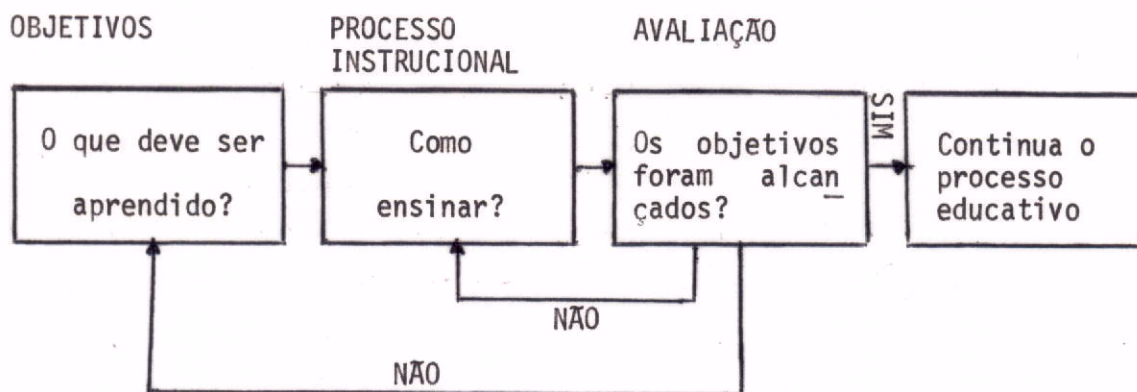 OBJETIVOS
PROCESSO
INSTRUCIONAL
AVALIAÇÃO
O que deve ser
aprendido?
Como
ensinar?
Os objetivos
foram alcan
çados?
SIM
Continua o
processo
educativo
NÃO
NÃO